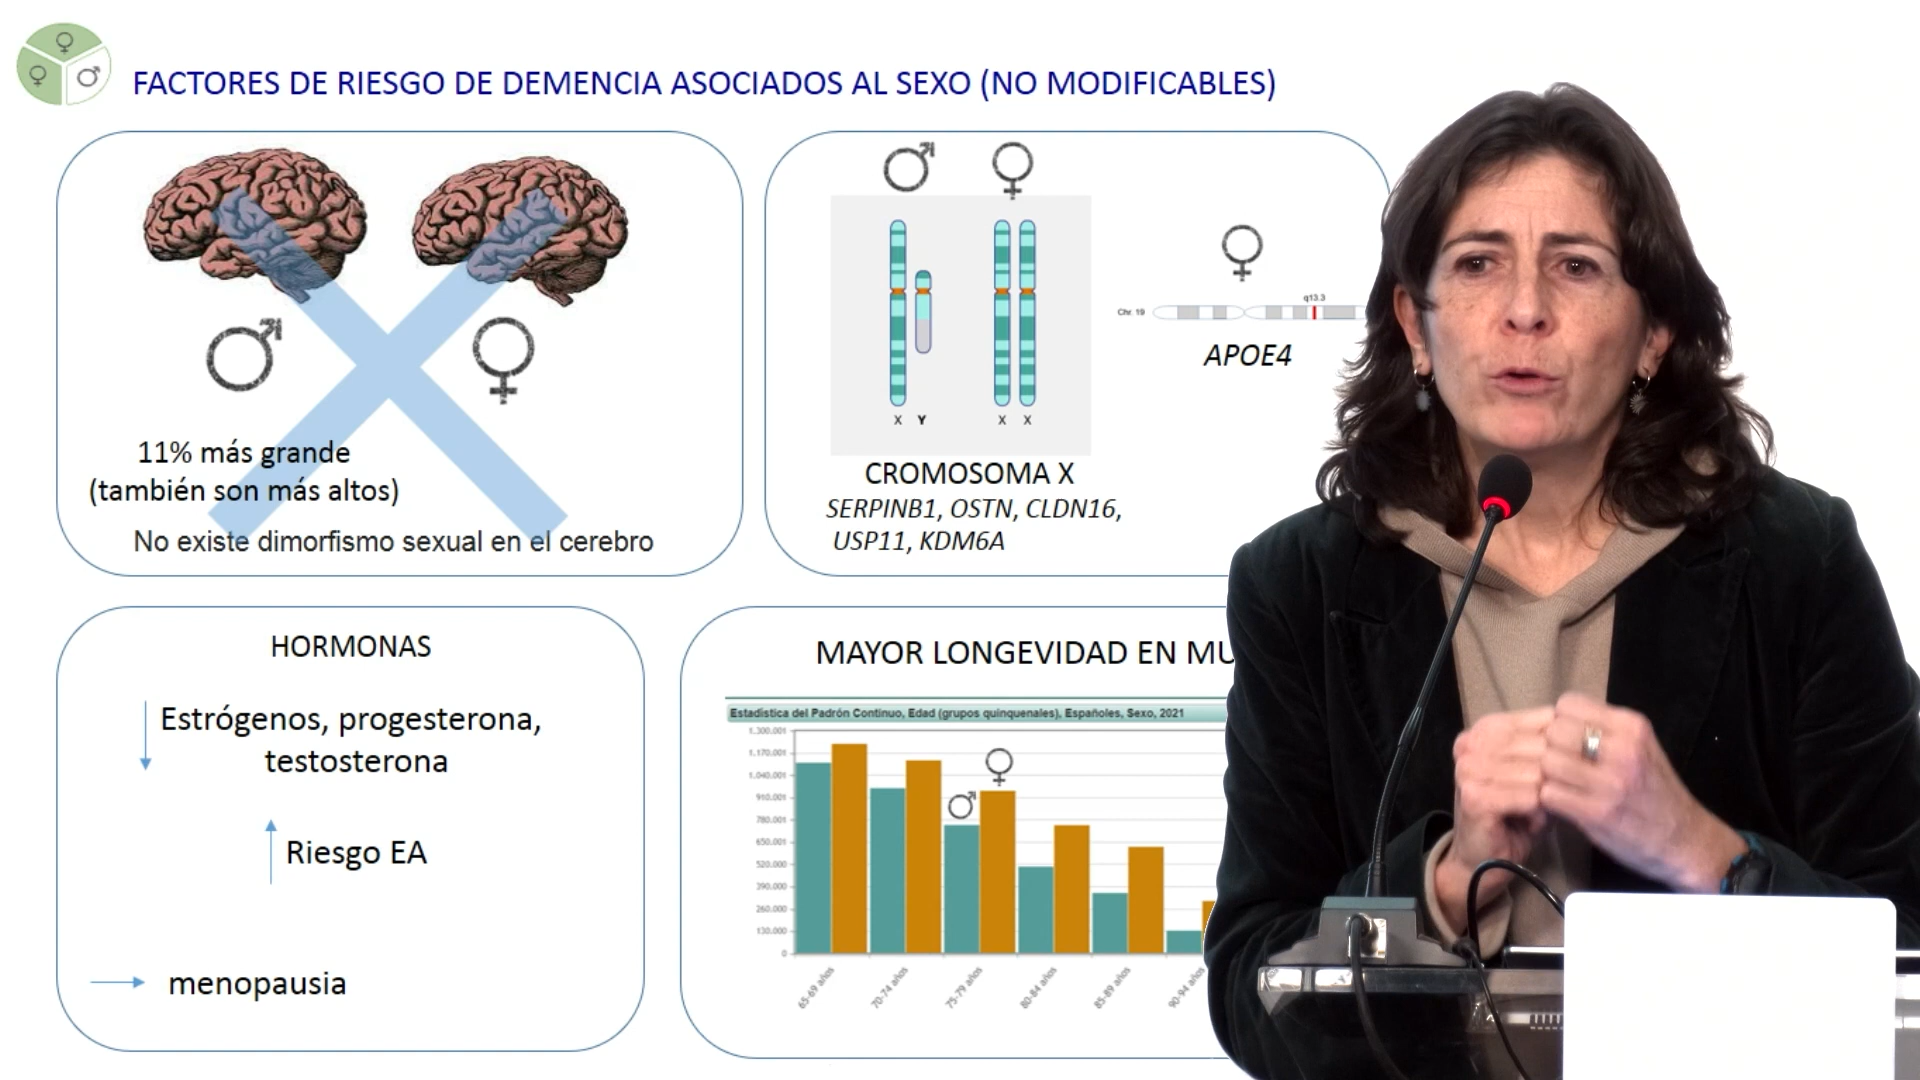 FACTORES DE RIESGO DE DEMENCIA ASOCIADOS AL SEXO (NO MODIFICABLES)
11% más grande
(también son más altos)
No existe dimorfismo sexual en el cerebro
X Y X X
CROMOSOMA X
SERPINB1, OSTN, CLDN16,
USP11, KDM6A
Chr. 19
q13.3
APOE4
HORMONAS
Estrógenos, progesterona,
testosterona
Riesgo EA
menopausia
MAYOR LONGEVIDAD EN MU
Estadística del Padrón Continuo, Edad (grupos quinquenales), Españoles, Sexo, 2021
1.300.001
1.170.001
1.040.001
910.001
780.001
650.001
520.000
390.000
260.000
130.000
0
65-69 años
70-74 años
75-79 años
80-84 años
85-89 años
90-94 años